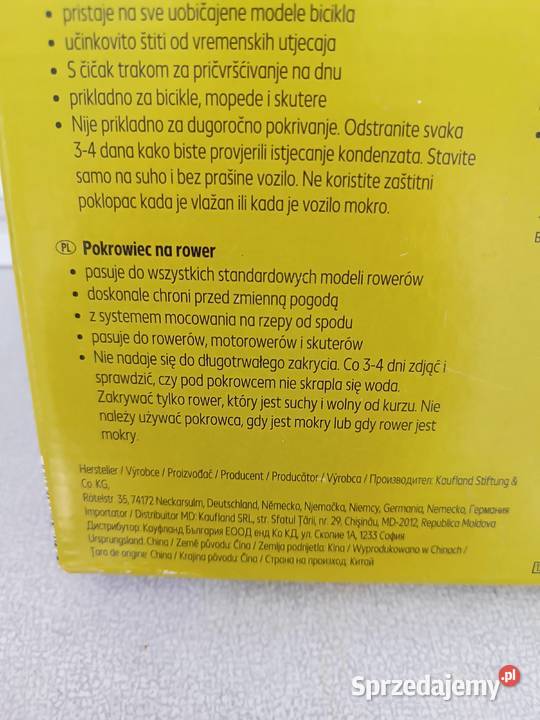 • pristaje na sve uobičajene modele bicikla
• učinkovito štiti od vremenskih utjecaja
• S čičak trakom za pričvršćivanje na dnu
• prikladno za bicikle, mopede i skutere
• Nije prikladno za dugoročno pokrivanje. Odstranite svaka
3-4 dana kako biste provjerili istjecanje kondenzata. Stavite
samo na suho i bez prašine vozilo. Ne koristite zaštitni
poklopac kada je vlažan ili kada je vozilo mokro.
PL Pokrowiec na rower
• pasuje do wszystkich standardowych modeli rowerów
• doskonale chroni przed zmienną pogodą
• z systemem mocowania na rzepy od spodu
• pasuje do rowerów, motorowerów i skuterów
• Nie nadaje się do długotrwałego zakrycia. Co 3-4 dni zdjąć i
sprawdzić, czy pod pokrowcem nie skrapla się woda.
Zakrywać tylko rower, który jest suchy i wolny od kurzu. Nie
należy używać pokrowca, gdy jest mokry lub gdy rower jest
mokry.
Hersteller / Výrobce / Proizvođač / Producent / Producător / Výrobca / Производител: Kaufland Stiftung &
Co. KG,
Rötelstr. 35, 74172 Neckarsulm, Deutschland, Německo, Njemačka, Niemcy, Germania, Nemecko, Германия
Importator / Distribuitor MD: Kaufland SRL, str. Sfatul Țării, nr. 29, Chișinău, MD-2012, Republica Moldova
Дистрибутор: Кауфланд България ЕООД енд Ко КД, ул. Скопие 1А, 1233 София
Ursprungsland: China / Země původu: Čína / Zemlja podrijetla: Kina / Wyprodukowano w Chinach /
Țara de origine: China / Krajina pôvodu: Čína / Страна на произход: Китай
Sprzedajemy.pl